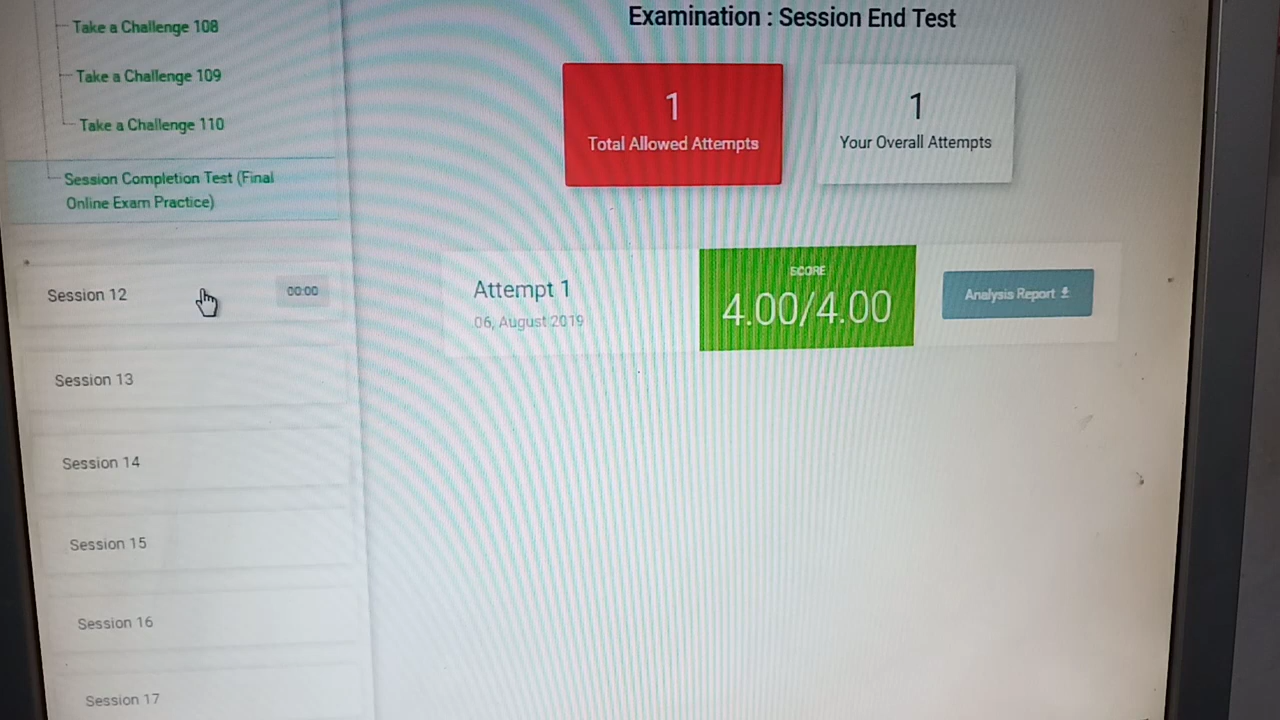 Take a Challenge 108
Take a Challenge 109
Take a Challenge 110
Session Completion Test (Final
Online Exam Practice)
Session 12
00:00
Session 13
Session 14
Session 15
Session 16
Session 17
Examination : Session End Test
1
Total Allowed Attempts
1
Your Overall Attempts
Attempt 1
06, August 2019
SCORE
4.00/4.00
Analysis Report